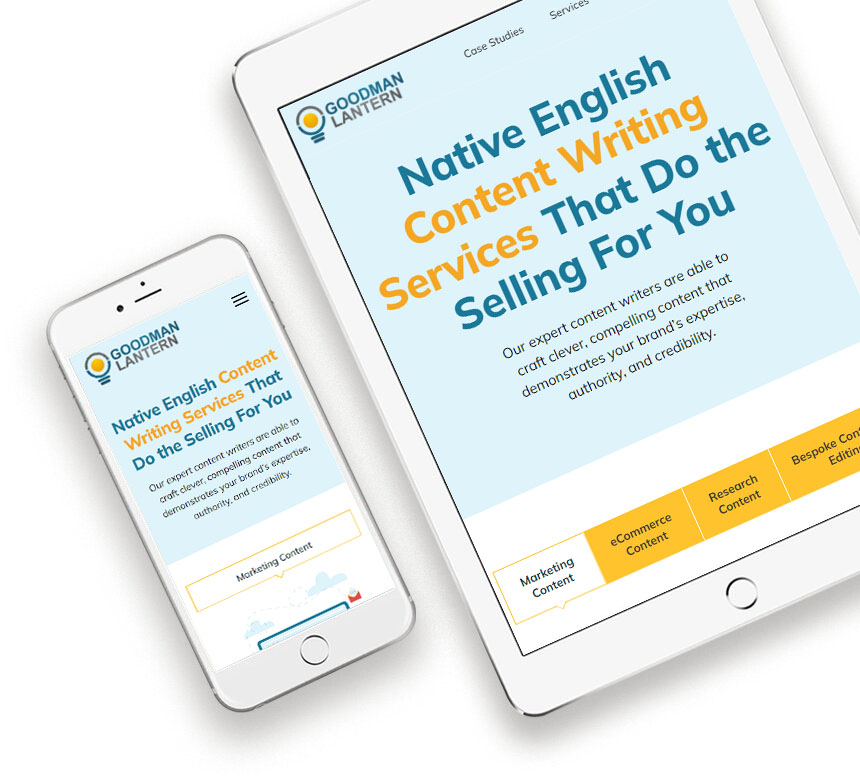 Case Studies
Services
GOODMAN
LANTERN
Native English
Content Writing
Services That Do the
Selling For You
Our expert content writers are able to
craft clever, compelling content that
demonstrates your brand's expertise,
authority, and credibility.
Marketing
Content
eCommerce
Content
Research
Content
Bespoke
Editing
GOODMAN
LANTERN
Native English Content
Writing Services That
Do the Selling For You
Our expert content writers are able to
craft clever, compelling content that
demonstrates your brand's expertise,
authority, and credibility.
Marketing Content